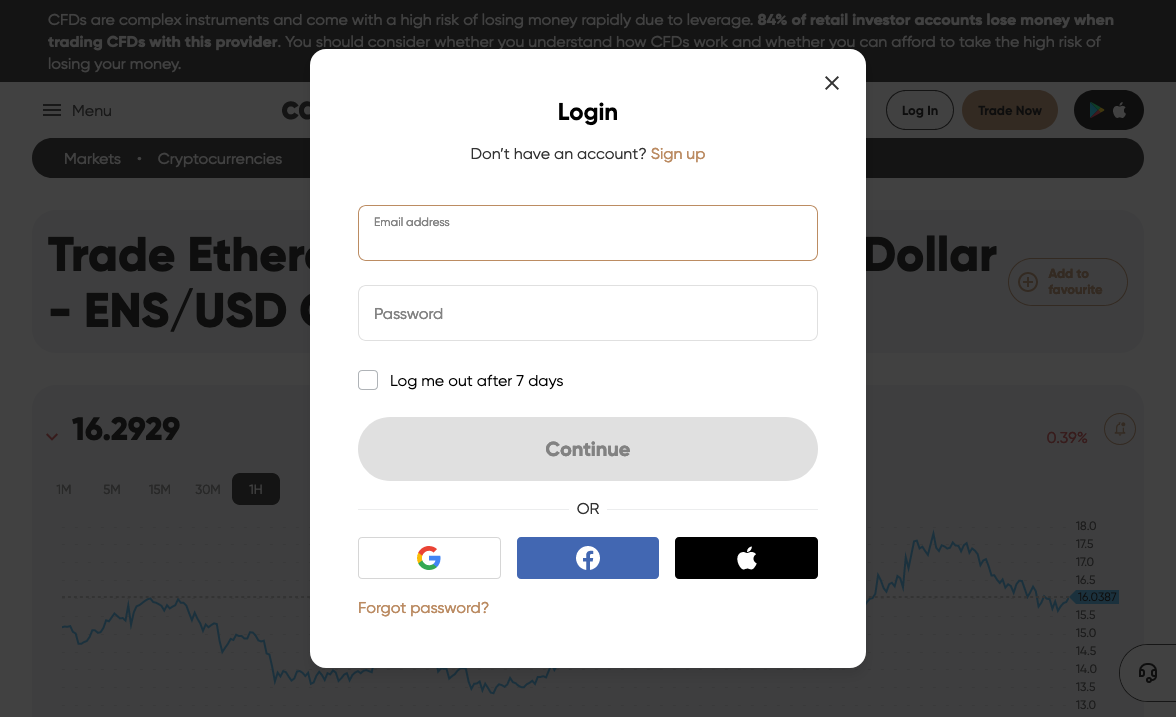 CFDs are complex instruments and come with a high risk of losing money rapidly due to leverage. 84% of retail investor accounts lose money when
trading CFDs with this provider. You should consider whether you understand how CFDs work and whether you can afford to take the high risk of
losing your money.
Menu
Log In
Trade Now
Markets • Cryptocurrencies
Trade Dollar
- ENS/USD
Add to
favourite
16.2929
0.39%
1M 5M 15M 30M 1H
18.0
17.5
17.0
16.5
16.0387
15.5
15.0
14.5
14.0
13.5
13.0
Login
Don't have an account? Sign up
Email address
Password
Log me out after 7 days
Continue
OR
Forgot password?